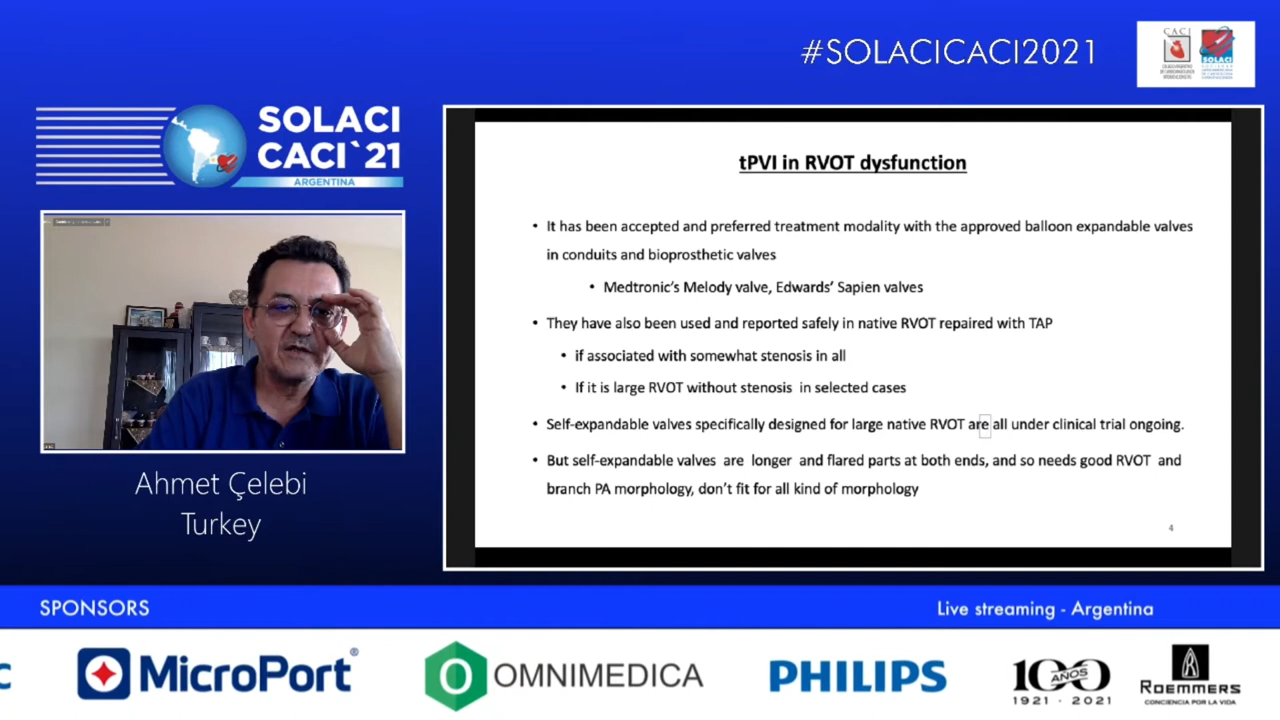 #SOLACICACI2021
CACI
SOLACI
SOLACI
CACI`21
ARGENTINA
Ahmet Çelebi
Turkey
tPVI in RVOT dysfunction
• It has been accepted and preferred treatment modality with the approved balloon expandable valves
in conduits and bioprosthetic valves
• Medtronic's Melody valve, Edwards' Sapien valves
• They have also been used and reported safely in native RVOT repaired with TAP
• if associated with somewhat stenosis in all
• If it is large RVOT without stenosis in selected cases
• Self-expandable valves specifically designed for large native RVOT are all under clinical trial ongoing.
• But self-expandable valves are longer and flared parts at both ends, and so needs good RVOT and
branch PA morphology, don't fit for all kind of morphology
4
SPONSORS
Live streaming - Argentina
C
MicroPort®
OMNIMEDICA
PHILIPS
100
AÑOS
1921 - 2021
ROEMMERS
CONCIENCIA POR LA VIDA